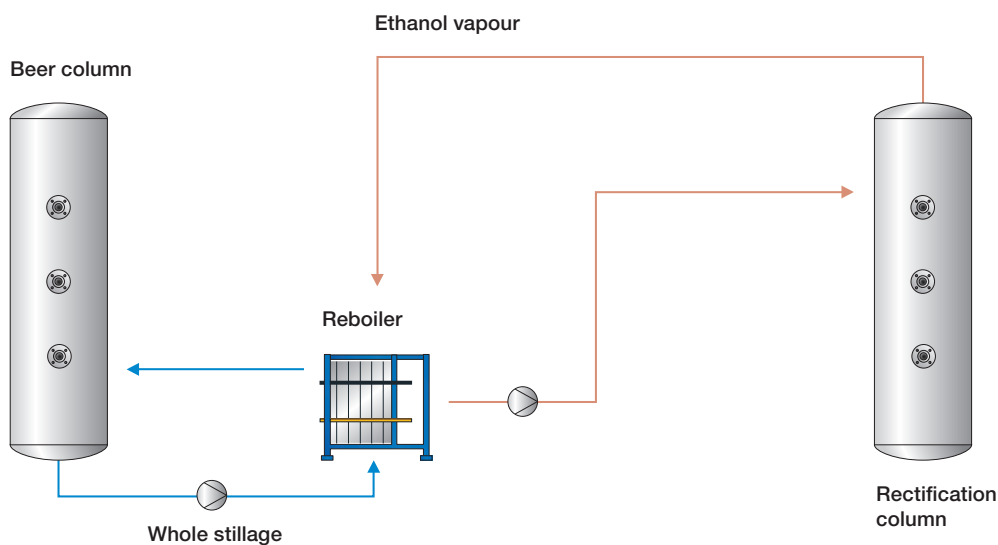 Ethanol vapour
Beer column
Reboiler
Whole stillage
Rectification
column